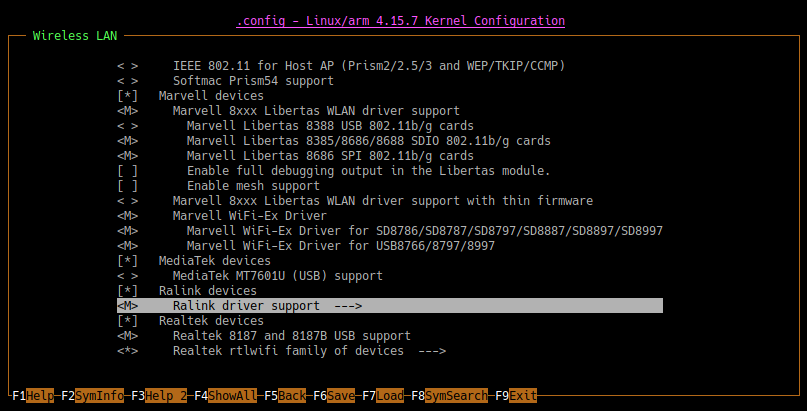 .config - Linux/arm 4.15.7 Kernel Configuration
Wireless LAN
< > IEEE 802.11 for Host AP (Prism2/2.5/3 and WEP/TKIP/CCMP)
< > Softmac Prism54 support
[*] Marvell devices
<M> Marvell 8xxx Libertas WLAN driver support
< > Marvell Libertas 8388 USB 802.11b/g cards
<M> Marvell Libertas 8385/8686/8688 SDIO 802.11b/g cards
<M> Marvell Libertas 8686 SPI 802.11b/g cards
[ ] Enable full debugging output in the Libertas module.
[ ] Enable mesh support
< > Marvell 8xxx Libertas WLAN driver support with thin firmware
<M> Marvell WiFi-Ex Driver
<M> Marvell WiFi-Ex Driver for SD8786/SD8787/SD8797/SD8887/SD8897/SD8997
<M> Marvell WiFi-Ex Driver for USB8766/8797/8997
[*] MediaTek devices
< > MediaTek MT7601U (USB) support
[*] Ralink devices
<M> Ralink driver support --->
[*] Realtek devices
<M> Realtek 8187 and 8187B USB support
<*> Realtek rtlwifi family of devices --->
F1Help F2SymInfo F3Help 2 F4ShowAll F5Back F6Save F7Load F8SymSearch F9Exit